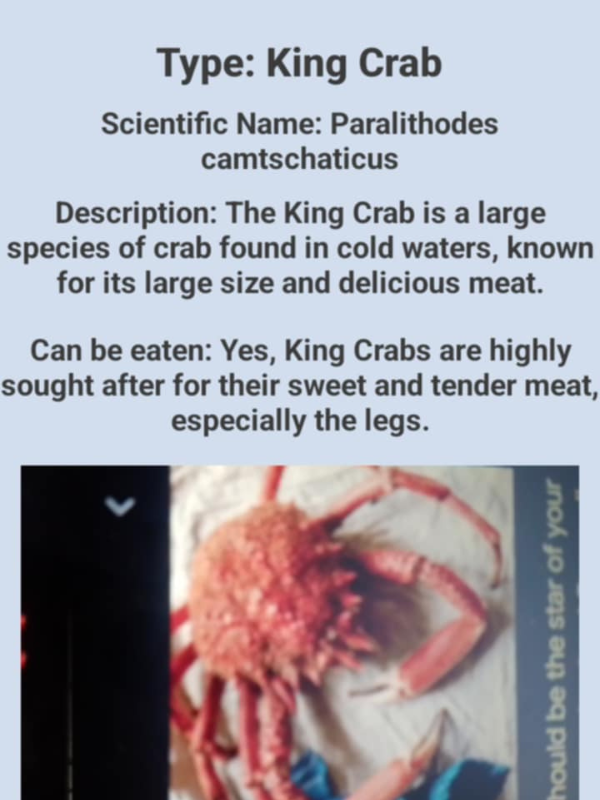 Type: King Crab
Scientific Name: Paralithodes
camtschaticus
Description: The King Crab is a large
species of crab found in cold waters, known
for its large size and delicious meat.
Can be eaten: Yes, King Crabs are highly
sought after for their sweet and tender meat,
especially the legs.
be the star of your